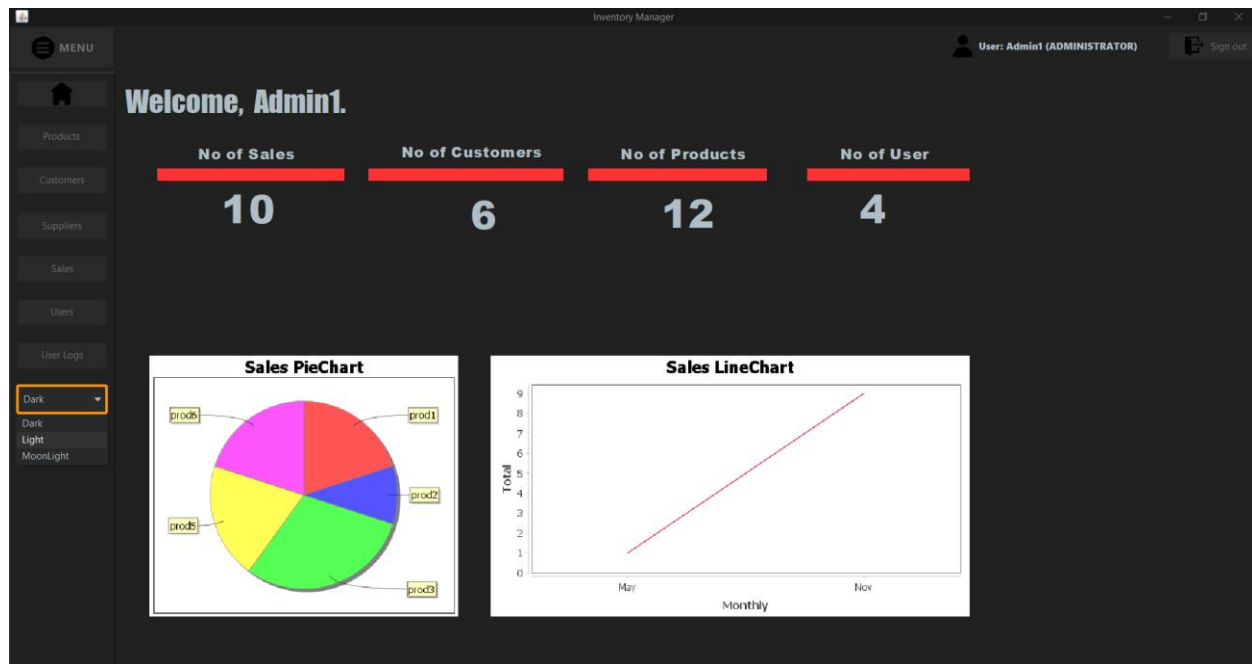 Inventory Manager
MENU
User: Admin1 (ADMINISTRATOR)
Sign out
Welcome, Admin1.
Products
Customers
Suppliers
Sales
Users
User Logs
Dark
Dark
Light
MoonLight
No of Sales
10
No of Customers
6
No of Products
12
No of User
4
Sales PieChart
prod6
prod1
prod2
prod5
prod3
Sales LineChart
Total
9
8
7
6
5
4
3
2
1
0
May
Nov
Monthly